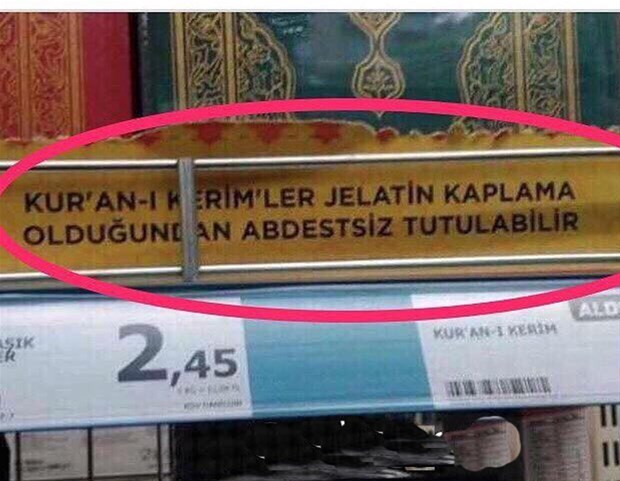 KUR'AN-I KERİM'LER JELATİN KAPLAMA
OLDUĞUNDAN ABDESTSİZ TUTULABİLİR
2,45
KUR'AN-I KERİM